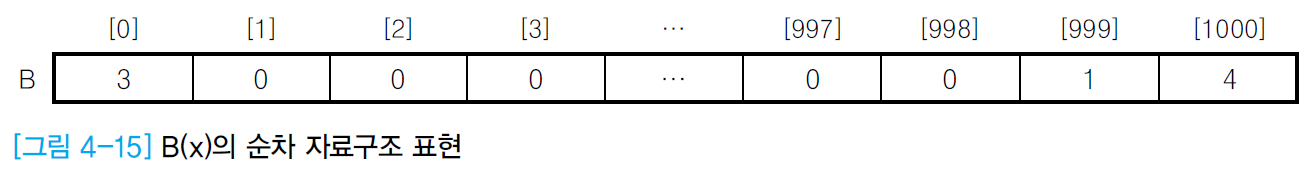 [0] [1] [2] [3] ⋯ [997] [998] [999] [1000]
B 3 0 0 0 ⋯ 0 0 1 4
[그림 4-15] B(x)의 순차 자료구조 표현